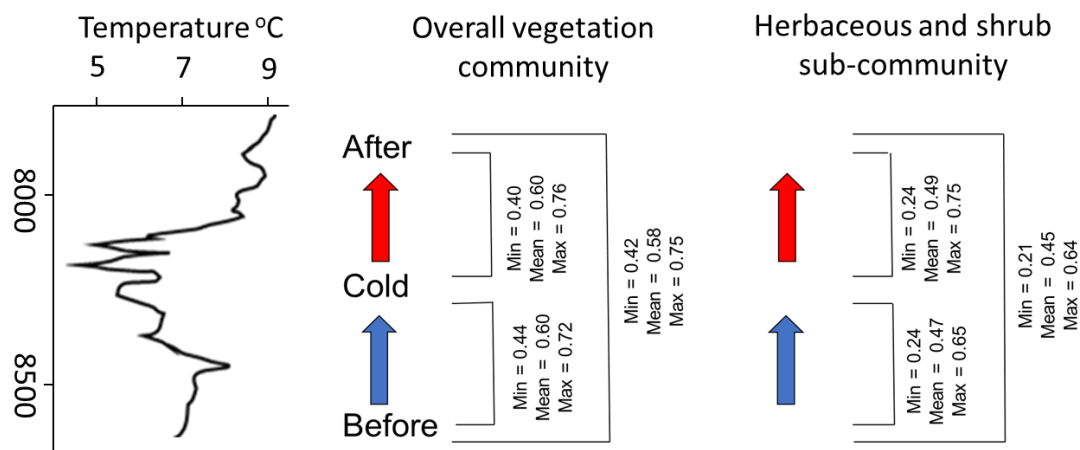 Temperature °C
5 7 9
8000
8500
Overall vegetation
community
After
Cold
Before
Min = 0.40
Mean = 0.60
Max = 0.76
Min = 0.44
Mean = 0.60
Max = 0.72
Min = 0.42
Mean = 0.58
Max = 0.75
Herbaceous and shrub
sub-community
Min = 0.24
Mean = 0.49
Max = 0.75
Min = 0.24
Mean = 0.47
Max = 0.65
Min = 0.21
Mean = 0.45
Max = 0.64